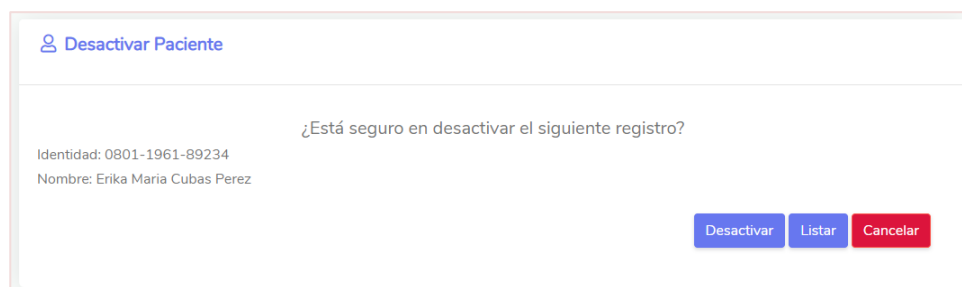 Desactivar Paciente
¿Está seguro en desactivar el siguiente registro?
Identidad: 0801-1961-89234
Nombre: Erika Maria Cubas Perez
Desactivar Listar Cancelar